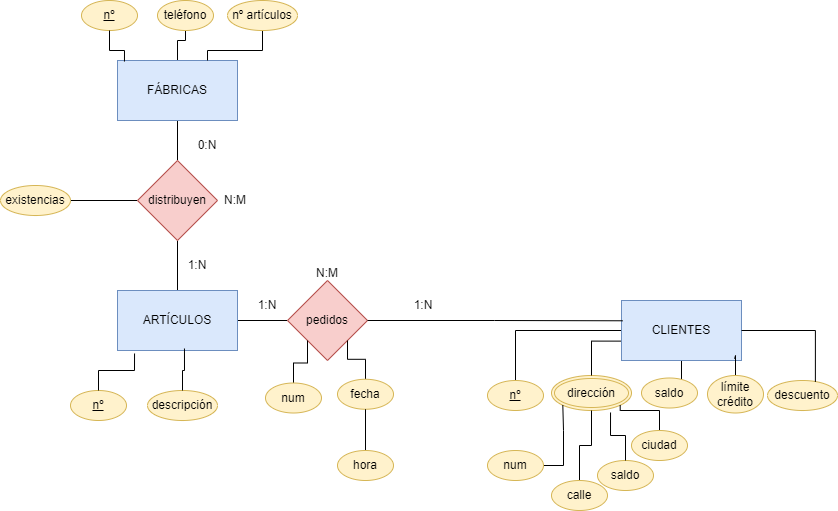 nº
teléfono
nº artículos
FÁBRICAS
0:N
existencias
distribuyen
N:M
1:N
ARTÍCULOS
1:N
N:M
pedidos
1:N
CLIENTES
nº
descripción
num
fecha
hora
nº
dirección
saldo
límite
crédito
descuento
num
calle
saldo
ciudad